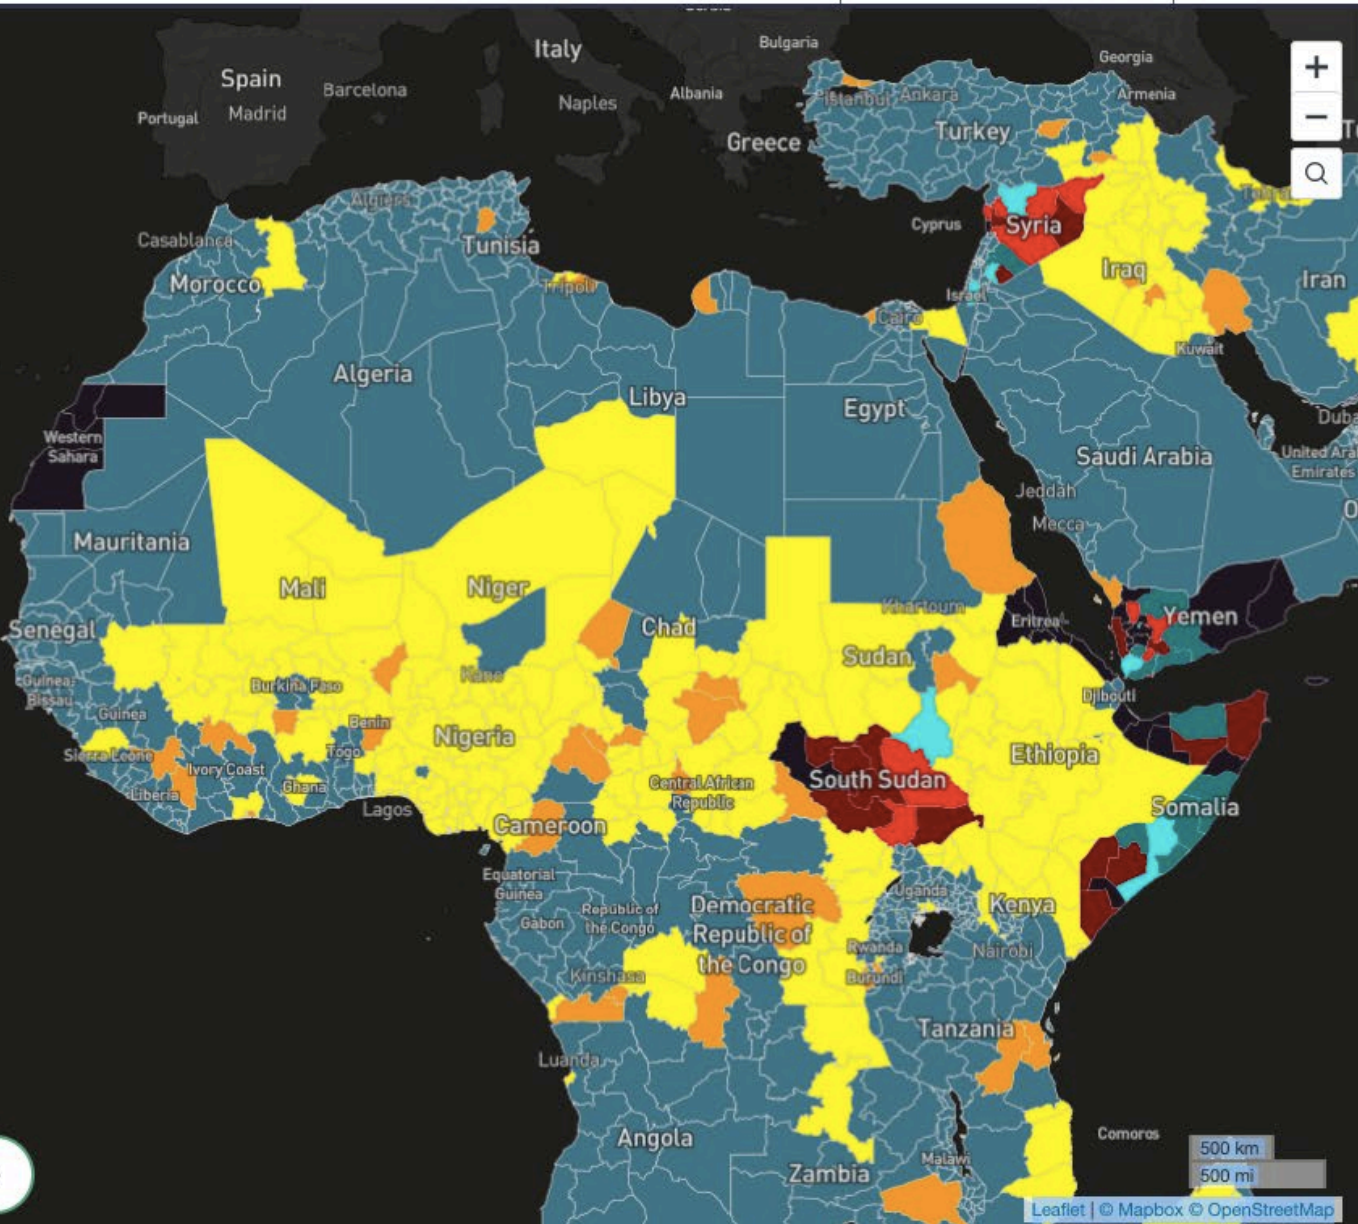 Italy
Bulgaria
Georgia
+
Spain
Barcelona
Portugal
Madrid
Naples
Albania
Istanbul
Ankara
Armenia
−
Greece
Turkey
Algiers
Tunisia
Cyprus
Syria
Casablanca
Morocco
Tripoli
Israel
Iraq
Iran
Cairo
Kuwait
Algeria
Libya
Egypt
Western
Sahara
Saudi Arabia
Duba
United Ara
Emirates
Jeddah
Mecca
O
Mauritania
Mali
Niger
Chad
Khartoum
Eritrea
Yemen
Senegal
Sudan
Guinea-
Bissau
Burkina Faso
Kano
Djibouti
Guinea
Benin
Nigeria
Ethiopia
Sierra Leone
Ivory Coast
Togo
Liberia
Ghana
Lagos
Central African
Republic
South Sudan
Somalia
Cameroon
Equatorial
Guinea
Gabon
Republic of
the Congo
Democratic
Republic of
the Congo
Uganda
Kenya
Rwanda
Nairobi
Kinshasa
Burundi
Tanzania
Luanda
Angola
Comoros
Zambia
Malawi
500 km
500 mi
Leaflet | © Mapbox © OpenStreetMap